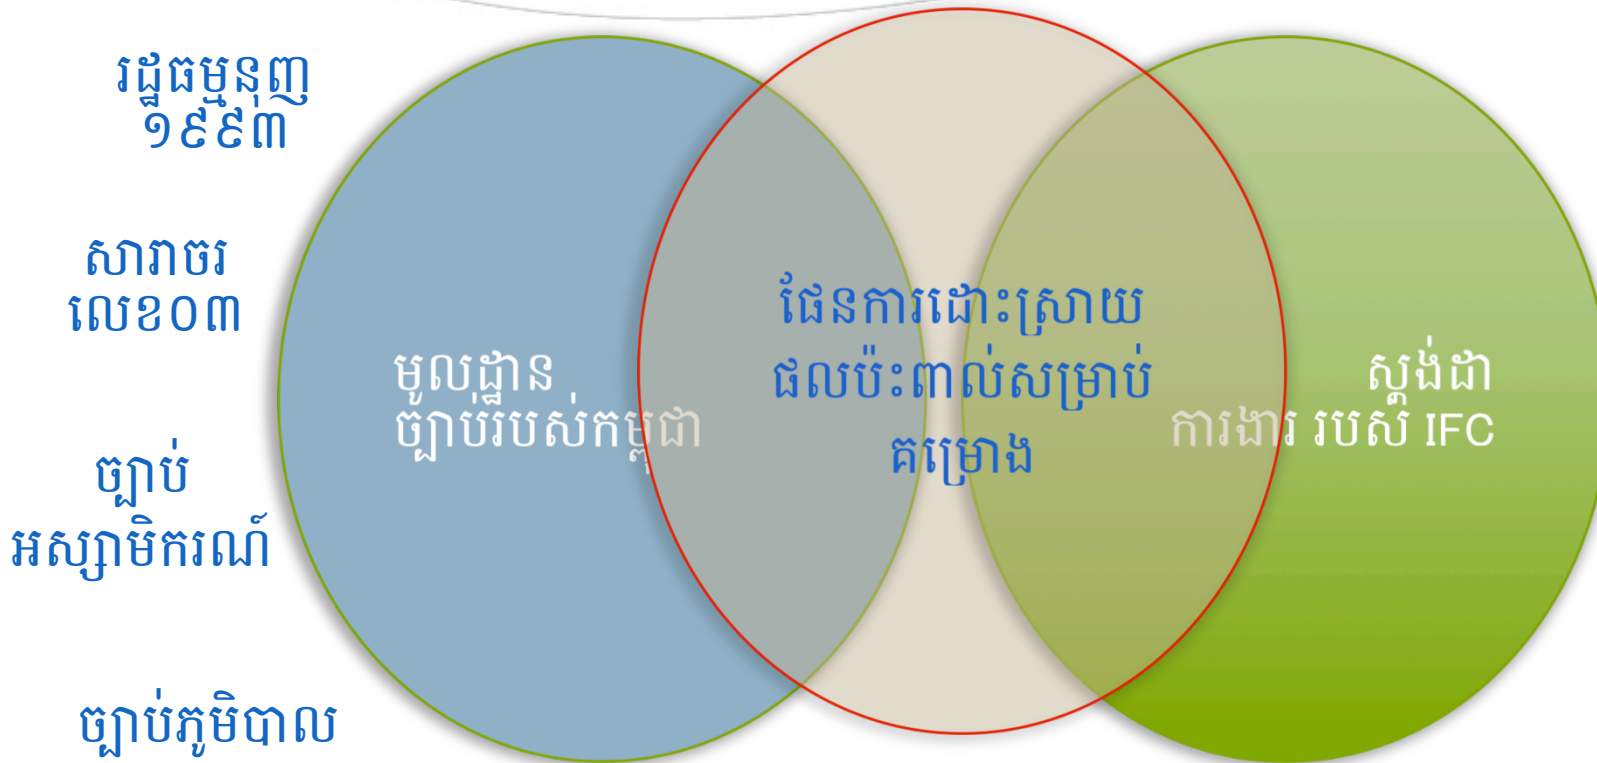 រដ្ឋធម្មនុញ
១៩៩៣
សារាចរ
លេខ០៣
ច្បាប់
អស្សាមិករណ៍
ច្បាប់ភូមិបាល
មូលដ្ឋាន
ច្បាប់របស់កម្ពុជា
ផែនការដោះស្រាយ
ផលប៉ះពាល់សម្រាប់
គម្រោង
ស្តង់ដា
ការងារ របស់ IFC